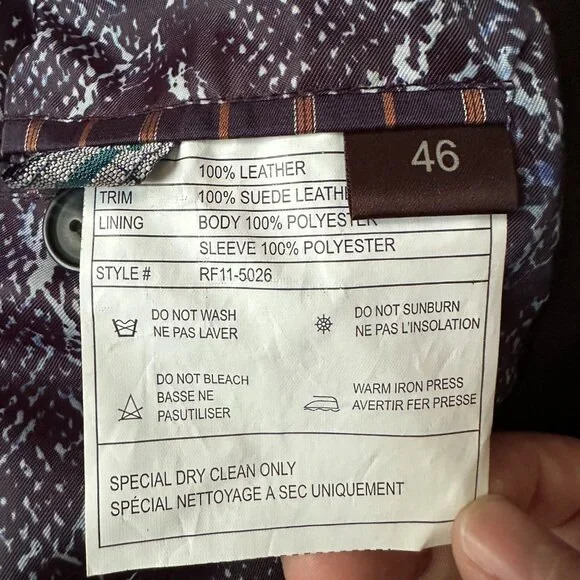 46
100% LEATHER
TRIM 100% SUEDE
LINING BODY 100% POLYESTER
SLEEVE 100% POLYESTER
STYLE # RF11-5026
DO NOT WASH
NE PAS LAVER
DO NOT SUNBURN
NE PAS L'INSOLATION
DO NOT BLEACH
BASSE NE
PASUTILISER
WARM IRON PRESS
AVERTIR FER PRESSE
SPECIAL DRY CLEAN ONLY
SPÉCIAL NETTOYAGE A SEC UNIQUEMENT